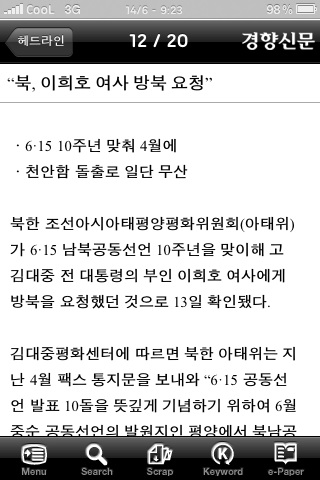 CooL 3G 14/6 - 9:23 98%
헤드라인 12 / 20 경향신문
“북, 이희호 여사 방북 요청”
· 6·15 10주년 맞춰 4월에
· 천안함 돌출로 일단 무산
북한 조선아시아태평양평화위원회(아태위)
가 6·15 남북공동선언 10주년을 맞이해 고
김대중 전 대통령의 부인 이희호 여사에게
방북을 요청했던 것으로 13일 확인됐다.
김대중평화센터에 따르면 북한 아태위는 지
난 4월 팩스 통지문을 보내와 “6·15 공동선
언 발표 10돌을 뜻깊게 기념하기 위하여 6월
중순 공동선언의 발원지인 평양에서 북남공
Menu Search Scrap Keyword e-Paper